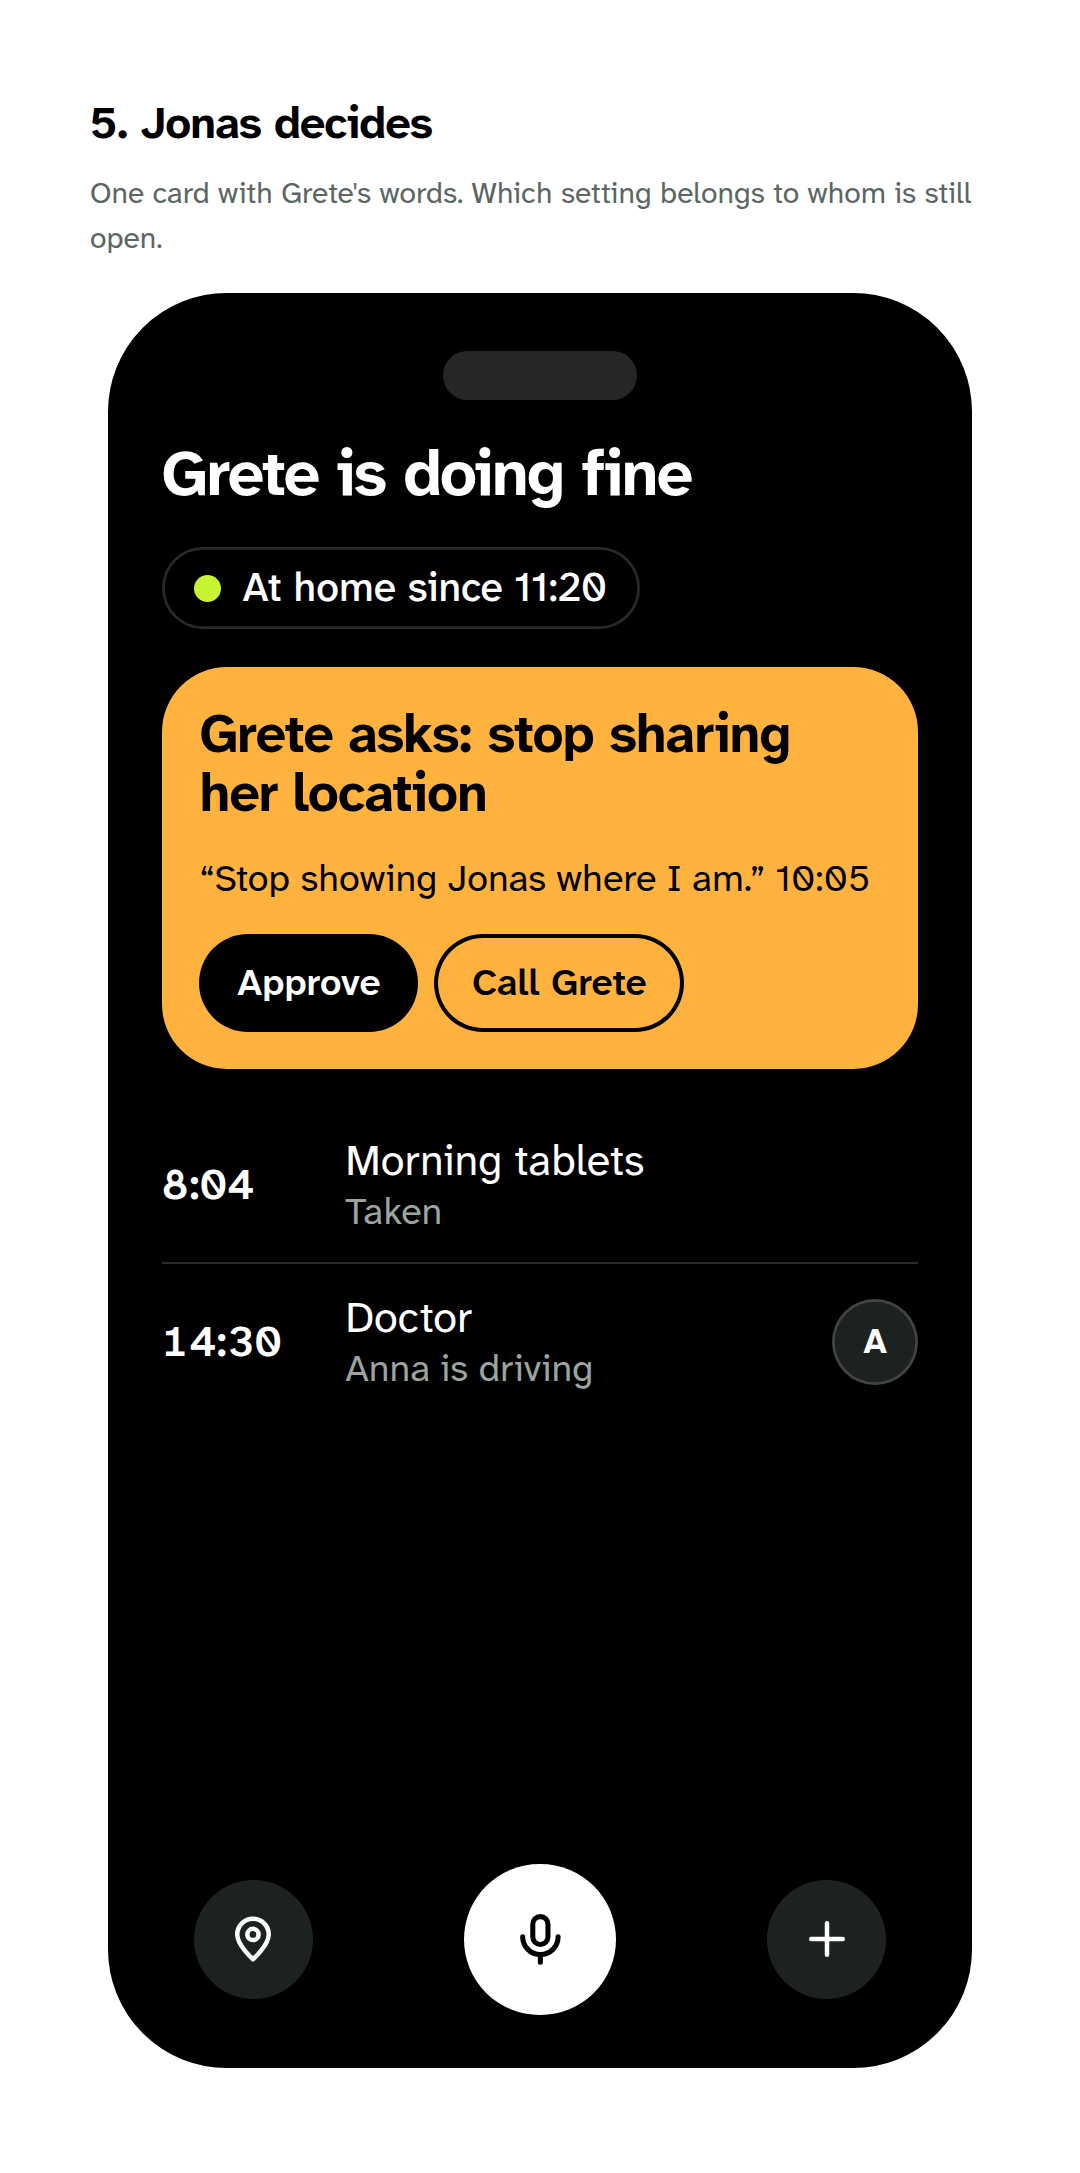 5. Jonas decides
One card with Grete's words. Which setting belongs to whom is still
open.
Grete is doing fine
At home since 11:20
Grete asks: stop sharing
her location
“Stop showing Jonas where I am.” 10:05
Approve
Call Grete
8:04
Morning tablets
Taken
14:30
Doctor
Anna is driving
A